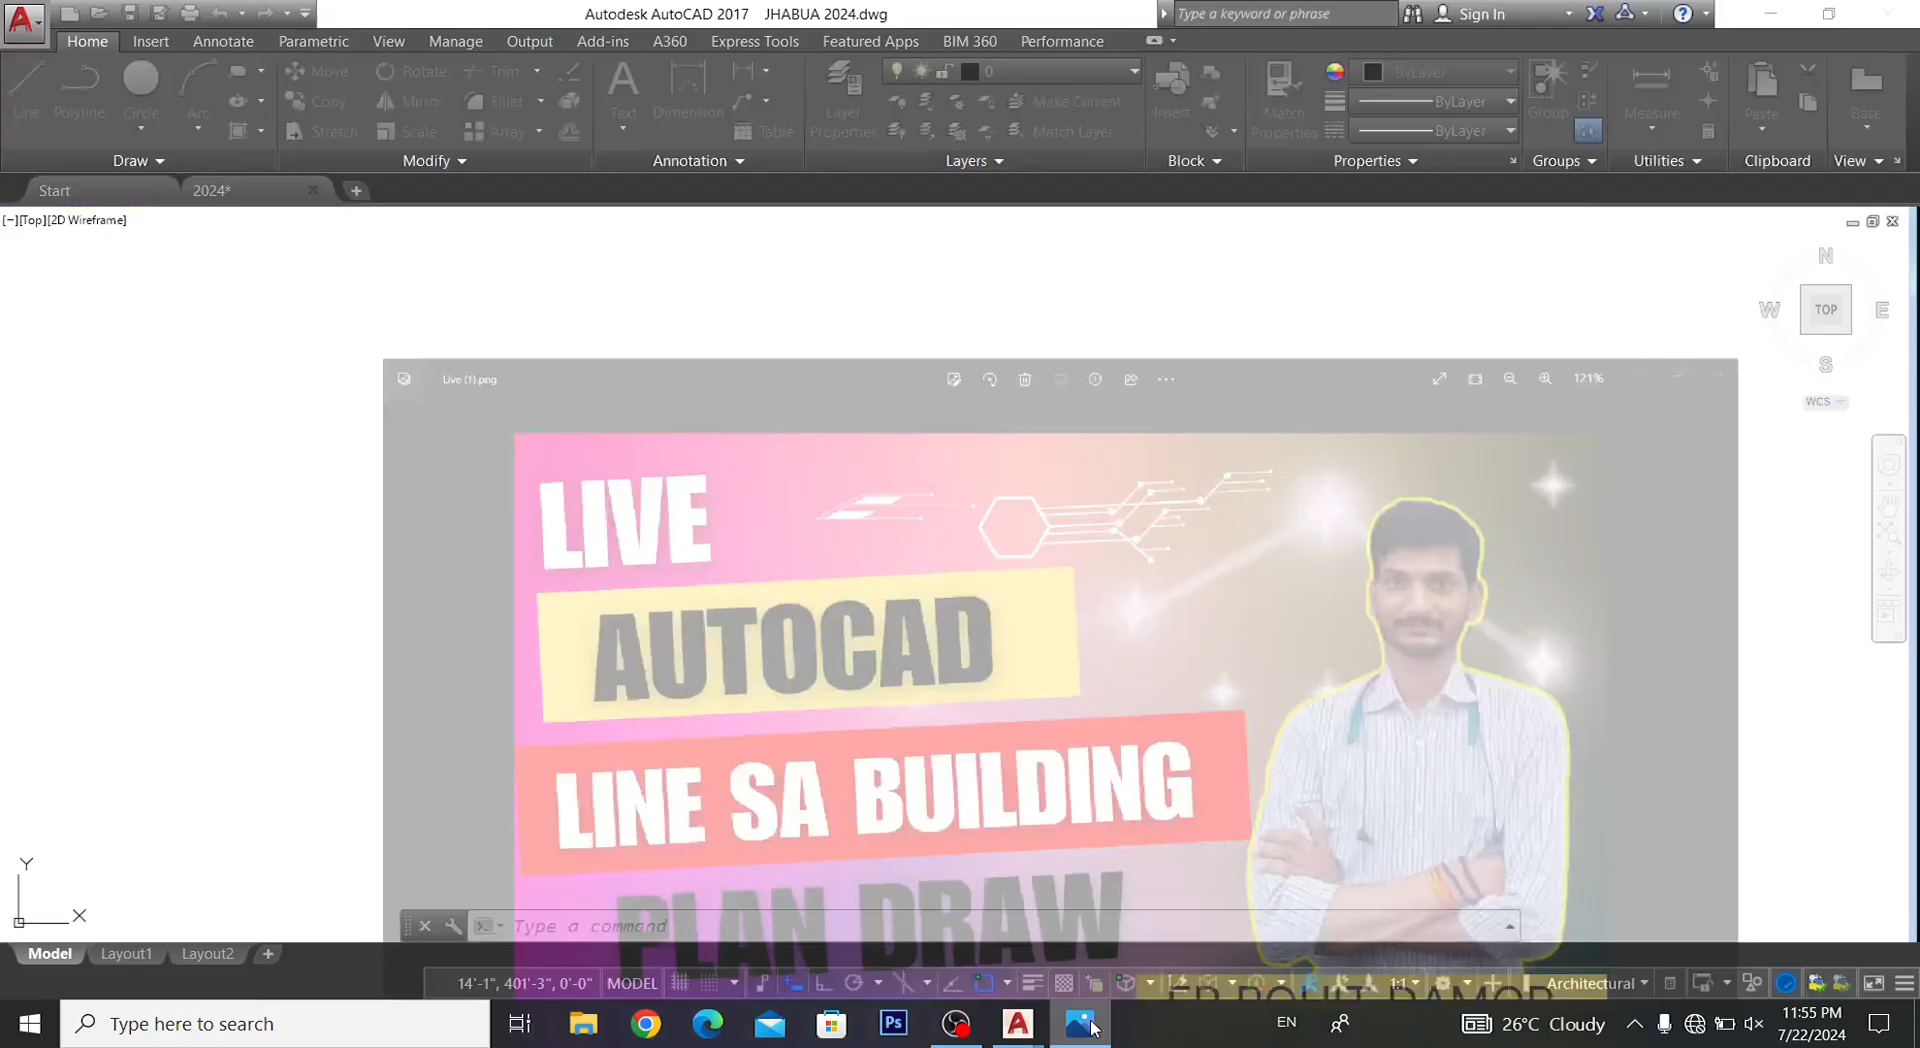 Autodesk AutoCAD 2017 JHABUA 2024.dwg
Type a keyword or phrase
Sign In
Home Insert Annotate Parametric View Manage Output Add-ins A360 Express Tools Featured Apps BIM 360 Performance
Move Rotate Trim
0
ByLayer
Line Polyline Circle Arc
Copy Mirror Fillet
Text Dimension
Layer Properties
Make Current
Insert
Match Properties
ByLayer
Group
Measure
Paste
Base
Stretch Scale Array
Table
Match Layer
ByLayer
Draw Modify Annotation Layers Block Properties Groups Utilities Clipboard View
Start 2024*
[−][Top][2D Wireframe]
N
W TOP E
S
WCS
Live (1).png
121%
LIVE
AUTOCAD
LINE SA BUILDING
PLAN DRAW
ER ROHIT DAMOR
Y
X
Type a command
Model Layout1 Layout2
14'-1", 401'-3", 0'-0" MODEL
1:1
Architectural
Type here to search
Ps
EN
26°C Cloudy
11:55 PM
7/22/2024